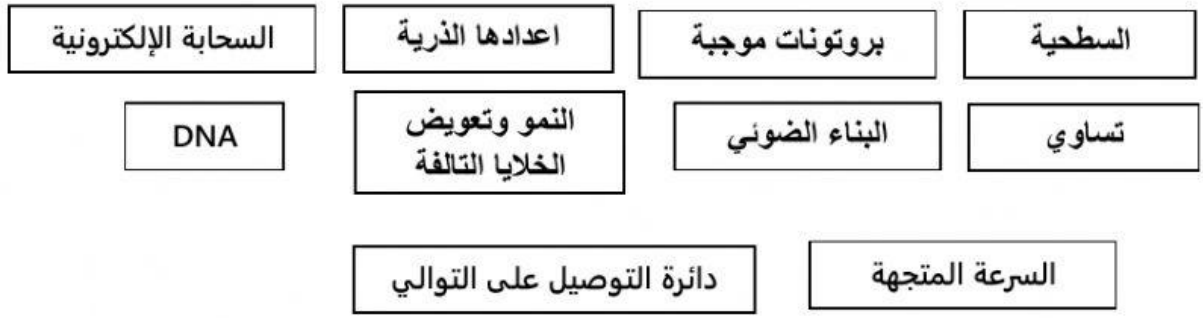 السطحية
بروتونات موجبة
اعدادها الذرية
السحابة الإلكترونية
تساوي
البناء الضوئي
النمو وتعويض
الخلايا التالفة
DNA
السرعة المتجهة
دائرة التوصيل على التوالي